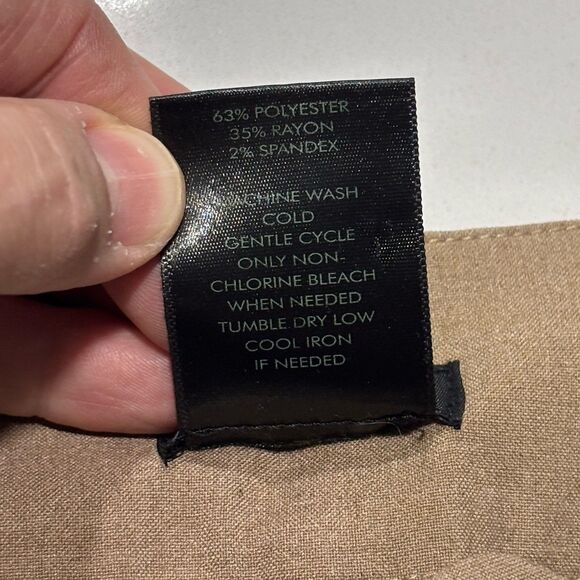 63% POLYESTER
35% RAYON
2% SPANDEX
MACHINE WASH
COLD
GENTLE CYCLE
ONLY NON-
CHLORINE BLEACH
WHEN NEEDED
TUMBLE DRY LOW
COOL IRON
IF NEEDED